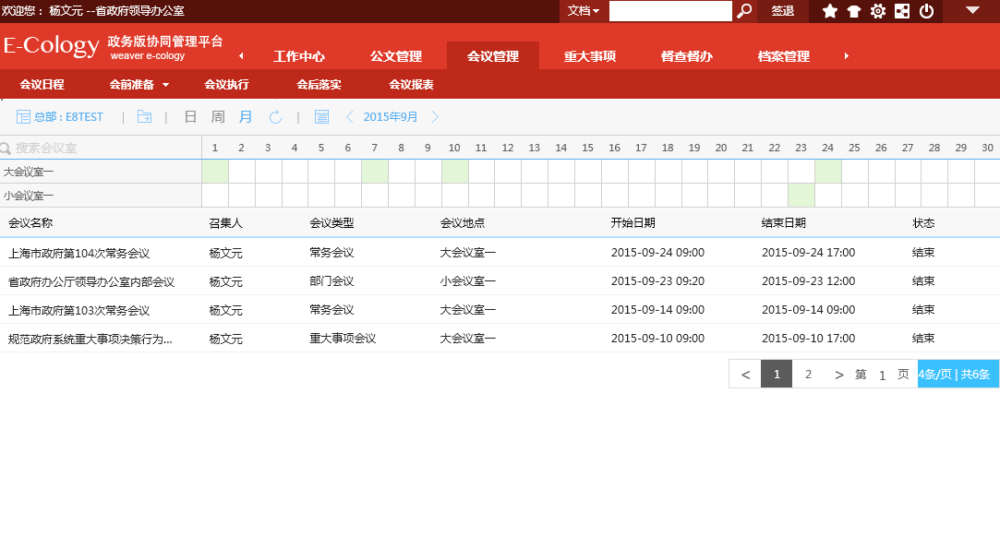 欢迎您： 杨文元 --省政府领导办公室 文档 签退
E-Cology 政务版协同管理平台
weaver e-cology
工作中心 公文管理 会议管理 重大事项 督查督办 档案管理
会议日程 会前准备 会议执行 会后落实 会议报表
总部 : E8TEST | | 日 周 月 | 2015年9月
搜索会议室 1 2 3 4 5 6 7 8 9 10 11 12 13 14 15 16 17 18 19 20 21 22 23 24 25 26 27 28 29 30
大会议室一
小会议室一
会议名称 召集人 会议类型 会议地点 开始日期 结束日期 状态
上海市政府第104次常务会议 杨文元 常务会议 大会议室一 2015-09-24 09:00 2015-09-24 17:00 结束
省政府办公厅领导办公室内部会议 杨文元 部门会议 小会议室一 2015-09-23 09:20 2015-09-23 12:00 结束
上海市政府第103次常务会议 杨文元 常务会议 大会议室一 2015-09-14 09:00 2015-09-14 09:00 结束
规范政府系统重大事项决策行为... 杨文元 重大事项会议 大会议室一 2015-09-10 09:00 2015-09-10 17:00 结束
< 1 2 > 第 1 页 4条/页 | 共6条